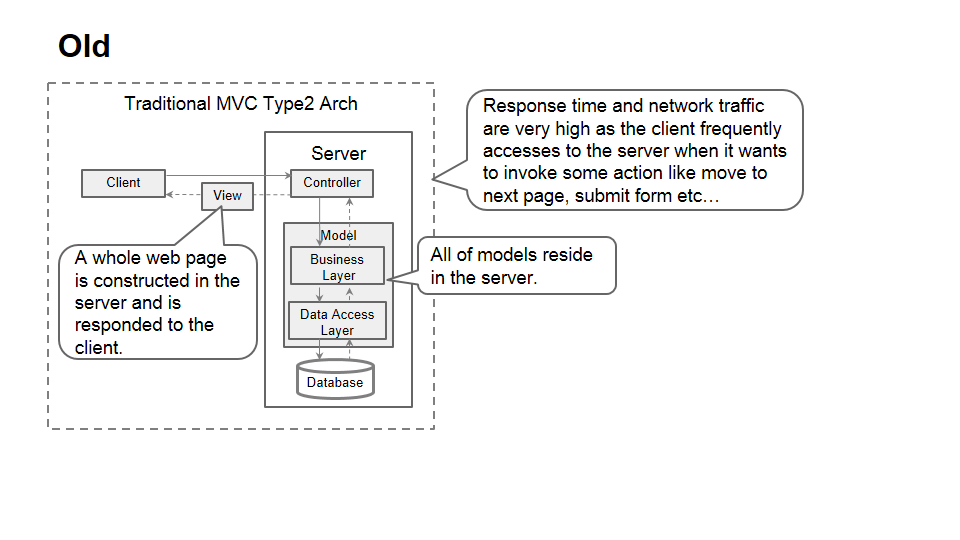 Old
Traditional MVC Type2 Arch
Response time and network traffic
are very high as the client frequently
accesses to the server when it wants
to invoke some action like move to
next page, submit form etc…
Server
Client
Controller
View
Model
Business
Layer
Data Access
Layer
Database
A whole web page
is constructed in the
server and is
responded to the
client.
All of models reside
in the server.